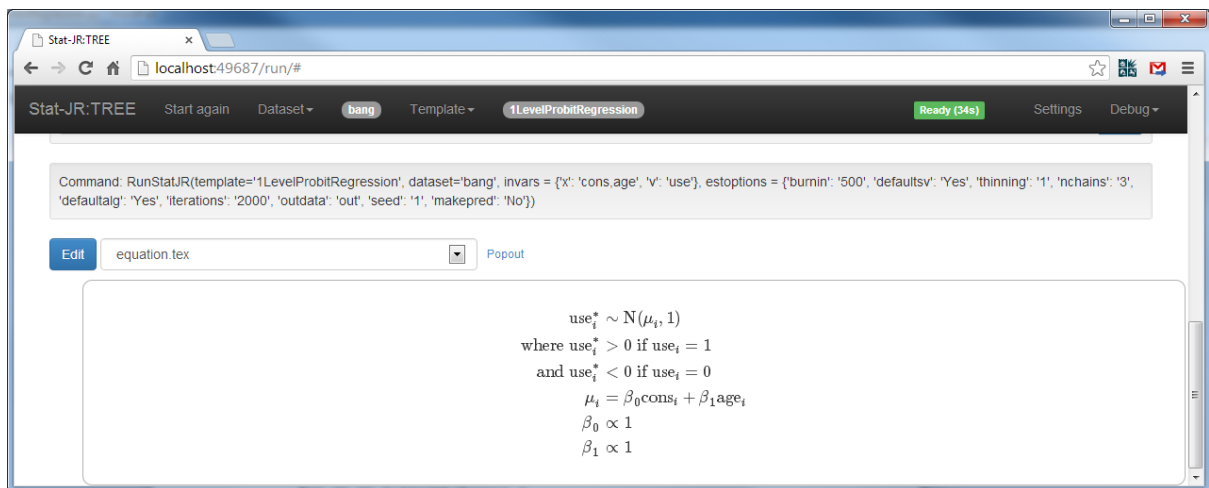 Stat-JR:TREE
localhost:49687/run/#
Stat-JR:TREE Start again Dataset bang Template 1LevelProbitRegression Ready (34s) Settings Debug
Command: RunStatJR(template='1LevelProbitRegression', dataset='bang', invars = {'x': 'cons,age', 'v': 'use'}, estoptions = {'burnin': '500', 'defaultsv': 'Yes', 'thinning': '1', 'nchains': '3',
'defaultalg': 'Yes', 'iterations': '2000', 'outdata': 'out', 'seed': '1', 'makepred': 'No'})
Edit equation.tex Popout
useᵢ* ∼ N(μᵢ, 1)
where useᵢ* > 0 if useᵢ = 1
and useᵢ* < 0 if useᵢ = 0
μᵢ = β₀consᵢ + β₁ageᵢ
β₀ ∝ 1
β₁ ∝ 1